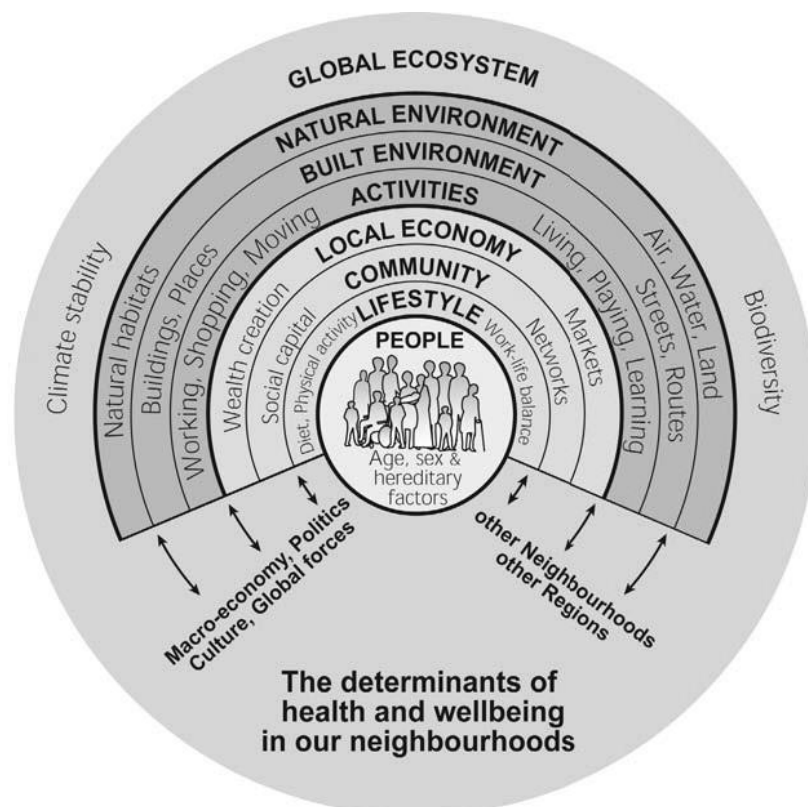 GLOBAL ECOSYSTEM
NATURAL ENVIRONMENT
BUILT ENVIRONMENT
ACTIVITIES
LOCAL ECONOMY
COMMUNITY
LIFESTYLE
PEOPLE
Age, sex &
hereditary
factors
Climate stability
Natural habitats
Buildings, Places
Working, Shopping, Moving
Wealth creation
Social capital
Diet, Physical activity
Work-life balance
Networks
Markets
Living, Playing, Learning
Streets, Routes
Air, Water, Land
Biodiversity
Macro-economy, Politics
Culture, Global forces
other Neighbourhoods
other Regions
The determinants of
health and wellbeing
in our neighbourhoods